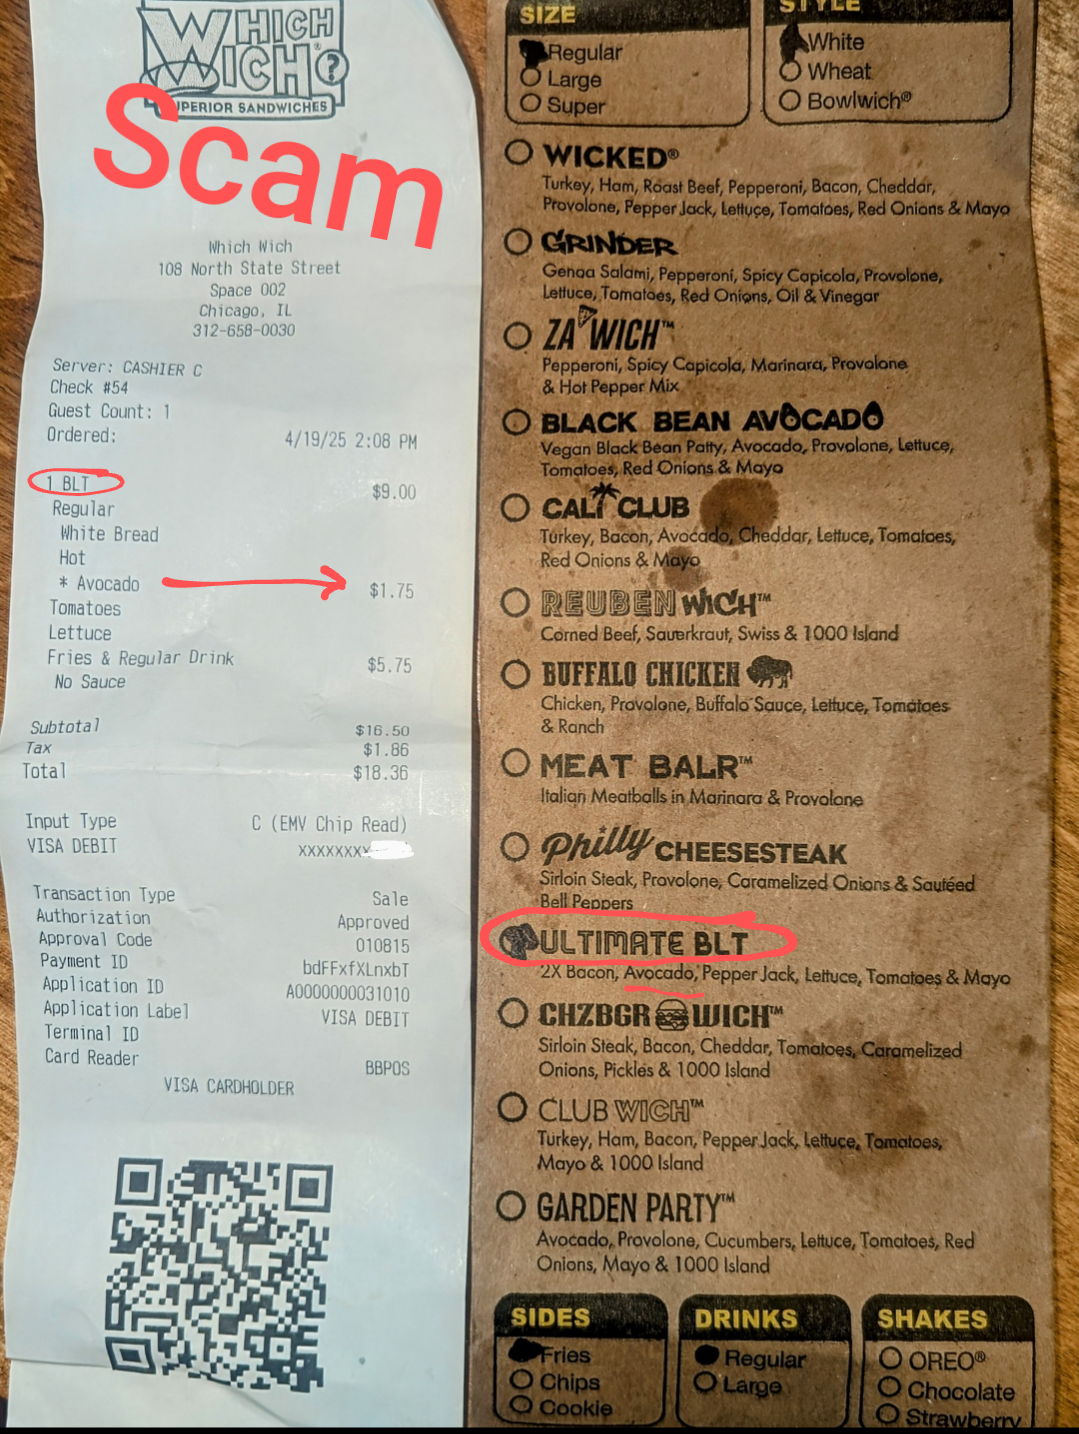 WHICH
WICH®?
SUPERIOR SANDWICHES
Scam
Which Wich
108 North State Street
Space 002
Chicago, IL
312-658-0030
Server: CASHIER C
Check #54
Guest Count: 1
Ordered: 4/19/25 2:08 PM
1 BLT $9.00
Regular
White Bread
Hot
* Avocado $1.75
Tomatoes
Lettuce
Fries & Regular Drink $5.75
No Sauce
Subtotal $16.50
Tax $1.86
Total $18.36
Input Type C (EMV Chip Read)
VISA DEBIT XXXXXXXX
Transaction Type Sale
Authorization Approved
Approval Code 010815
Payment ID bdFFxfXLnxbT
Application ID A0000000031010
Application Label VISA DEBIT
Terminal ID
Card Reader BBPOS
VISA CARDHOLDER
SIZE
Regular
Large
Super
STYLE
White
Wheat
Bowlwich®
WICKED®
Turkey, Ham, Roast Beef, Pepperoni, Bacon, Cheddar,
Provolone, Pepper Jack, Lettuce, Tomatoes, Red Onions & Mayo
GRINDER
Genoa Salami, Pepperoni, Spicy Capicola, Provolone,
Lettuce, Tomatoes, Red Onions, Oil & Vinegar
ZA'WICH™
Pepperoni, Spicy Capicola, Marinara, Provolone
& Hot Pepper Mix
BLACK BEAN AVOCADO
Vegan Black Bean Patty, Avocado, Provolone, Lettuce,
Tomatoes, Red Onions & Mayo
CALI CLUB
Turkey, Bacon, Avocado, Cheddar, Lettuce, Tomatoes,
Red Onions & Mayo
REUBEN WICH™
Corned Beef, Sauerkraut, Swiss & 1000 Island
BUFFALO CHICKEN
Chicken, Provolone, Buffalo Sauce, Lettuce, Tomatoes
& Ranch
MEAT BALR™
Italian Meatballs in Marinara & Provolone
Philly CHEESESTEAK
Sirloin Steak, Provolone, Caramelized Onions & Sautéed
Bell Peppers
ULTIMATE BLT
2X Bacon, Avocado, Pepper Jack, Lettuce, Tomatoes & Mayo
CHZBGR WICH™
Sirloin Steak, Bacon, Cheddar, Tomatoes, Caramelized
Onions, Pickles & 1000 Island
CLUB WICH™
Turkey, Ham, Bacon, Pepper Jack, Lettuce, Tomatoes,
Mayo & 1000 Island
GARDEN PARTY™
Avocado, Provolone, Cucumbers, Lettuce, Tomatoes, Red
Onions, Mayo & 1000 Island
SIDES
Fries
Chips
Cookie
DRINKS
Regular
Large
SHAKES
OREO®
Chocolate
Strawberry